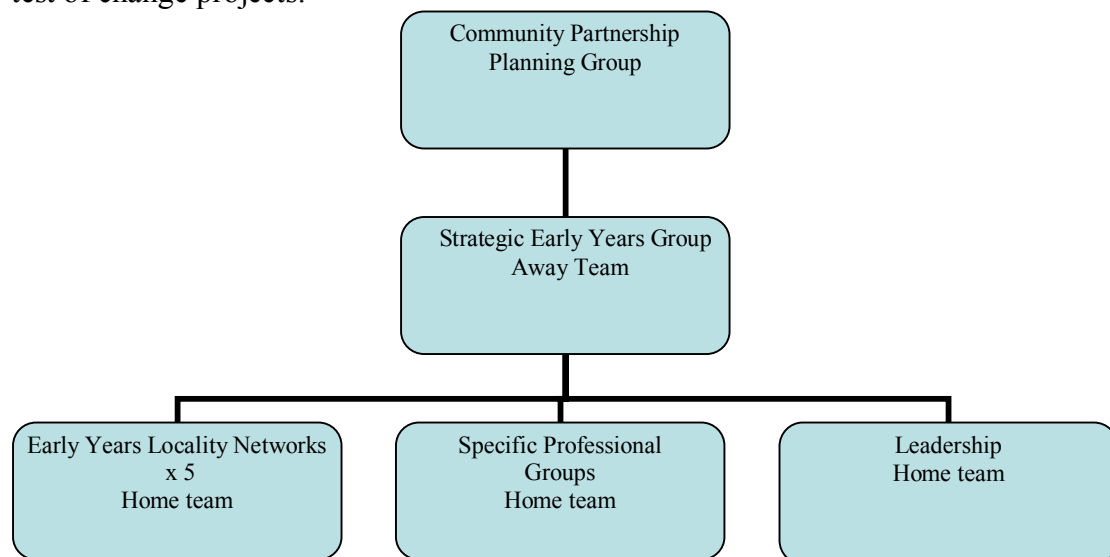 test of change projects.
Community Partnership
Planning Group
Strategic Early Years Group
Away Team
Early Years Locality Networks
x 5
Home team
Specific Professional
Groups
Home team
Leadership
Home team